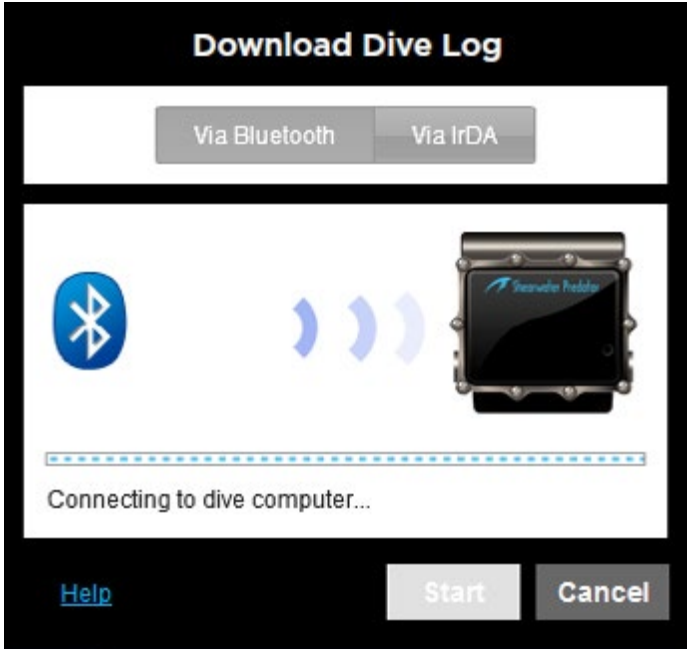 Download Dive Log
Via Bluetooth Via IrDA
Shearwater Predator
Connecting to dive computer...
Help Start Cancel